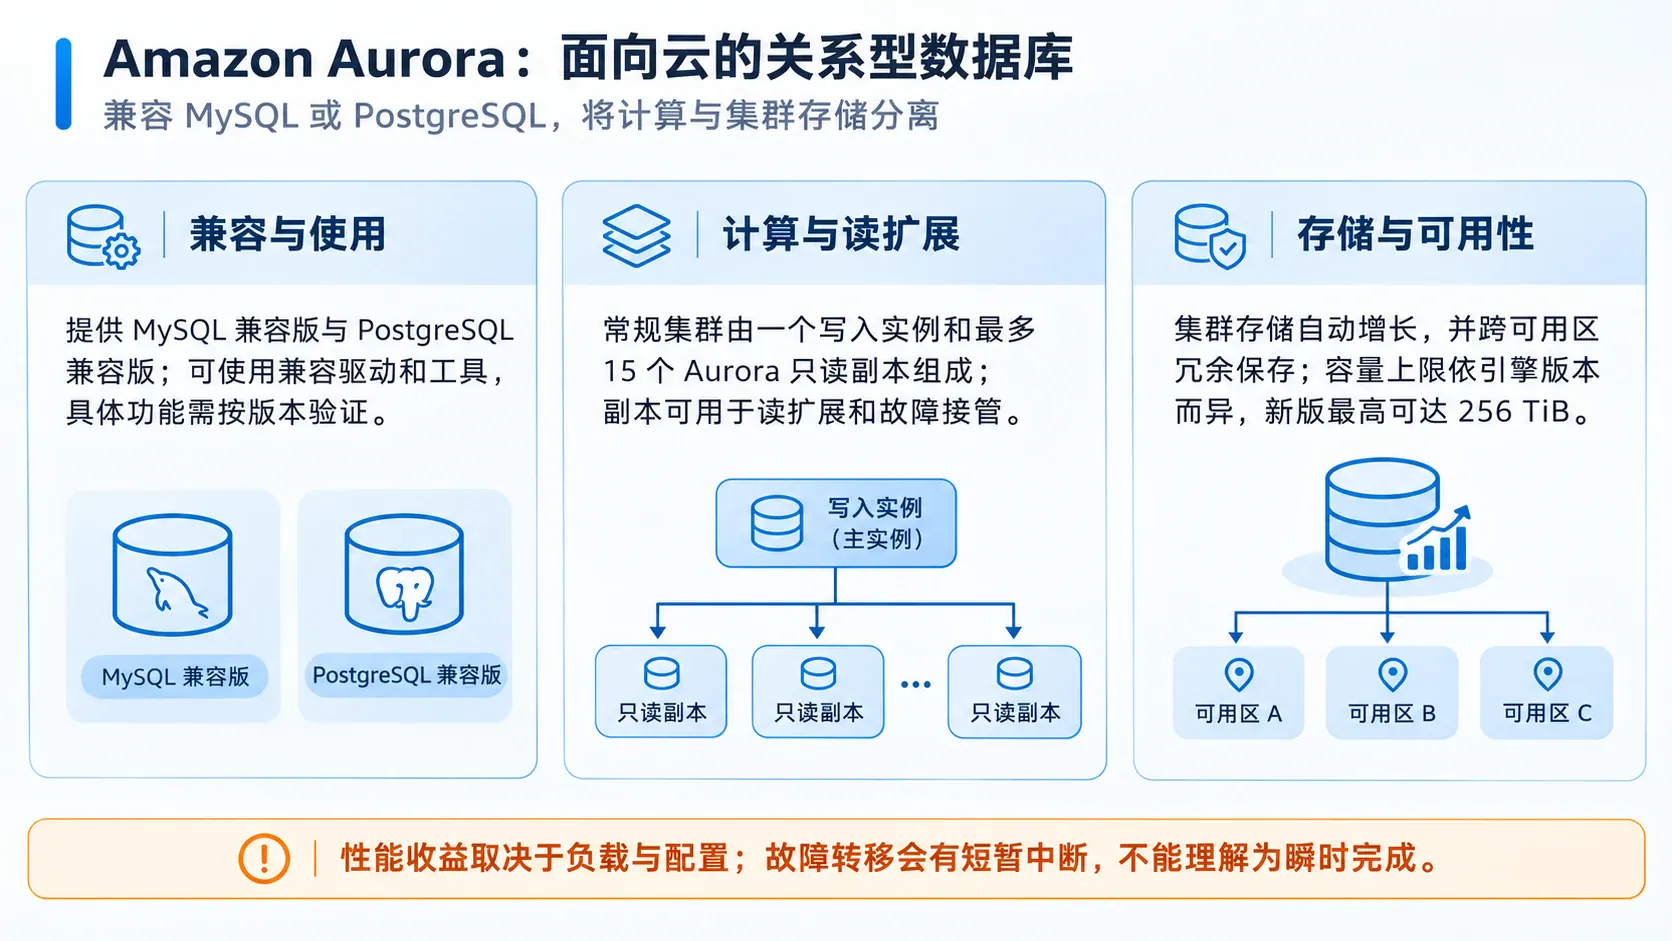 Amazon Aurora：面向云的关系型数据库
兼容 MySQL 或 PostgreSQL，将计算与集群存储分离
兼容与使用
提供 MySQL 兼容版与 PostgreSQL
兼容版；可使用兼容驱动和工具，
具体功能需按版本验证。
MySQL 兼容版
PostgreSQL 兼容版
计算与读扩展
常规集群由一个写入实例和最多
15 个 Aurora 只读副本组成；
副本可用于读扩展和故障接管。
写入实例
（主实例）
只读副本
只读副本
...
只读副本
存储与可用性
集群存储自动增长，并跨可用区
冗余保存；容量上限依引擎版本
而异，新版最高可达 256 TiB。
可用区 A
可用区 B
可用区 C
性能收益取决于负载与配置；故障转移会有短暂中断，不能理解为瞬时完成。